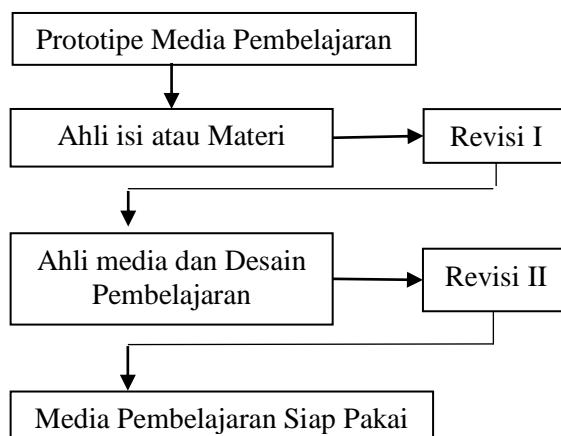 Prototipe Media Pembelajaran
Ahli isi atau Materi
Revisi I
Ahli media dan Desain
Pembelajaran
Revisi II
Media Pembelajaran Siap Pakai